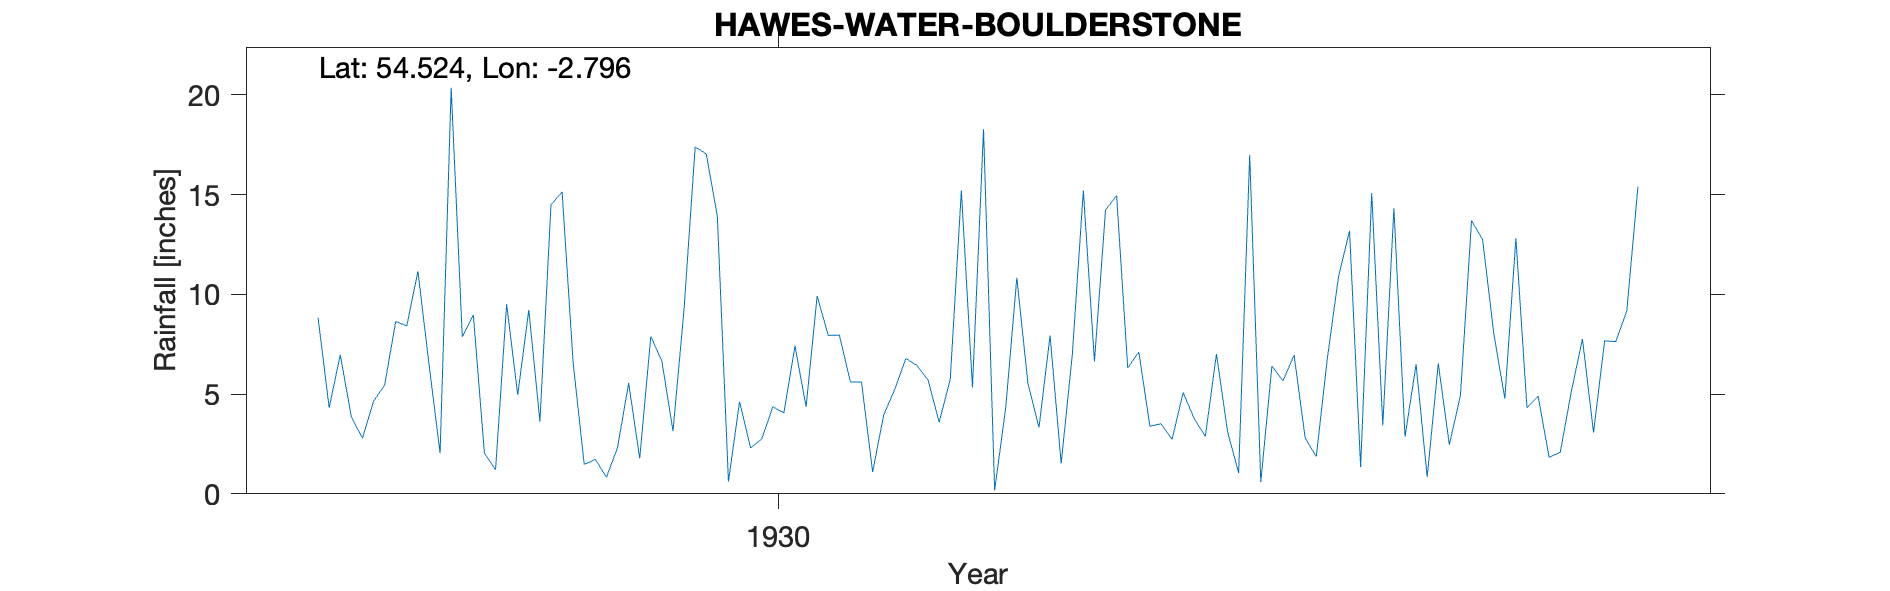 HAWES-WATER-BOULDERSTONE
Lat: 54.524, Lon: -2.796
20
15
10
5
0
Rainfall [inches]
1930
Year